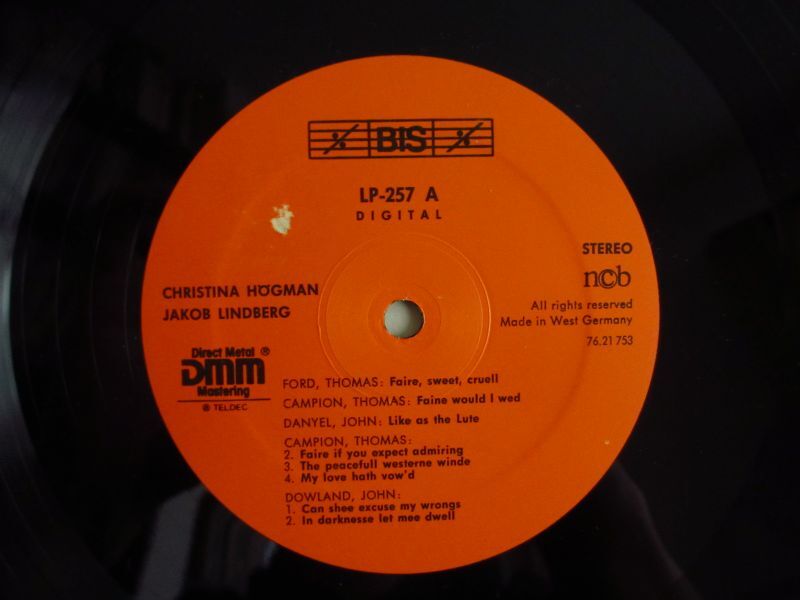 BIS
LP-257 A
DIGITAL
STEREO
ncb
CHRISTINA HÖGMAN
JAKOB LINDBERG
All rights reserved
Made in West Germany
76.21 753
Direct Metal ®
DMM
Mastering
® TELDEC
FORD, THOMAS: Faire, sweet, cruell
CAMPION, THOMAS: Faine would I wed
DANYEL, JOHN: Like as the Lute
CAMPION, THOMAS:
2. Faire if you expect admiring
3. The peacefull westerne winde
4. My love hath vow'd
DOWLAND, JOHN:
1. Can shee excuse my wrongs
2. In darknesse let mee dwell